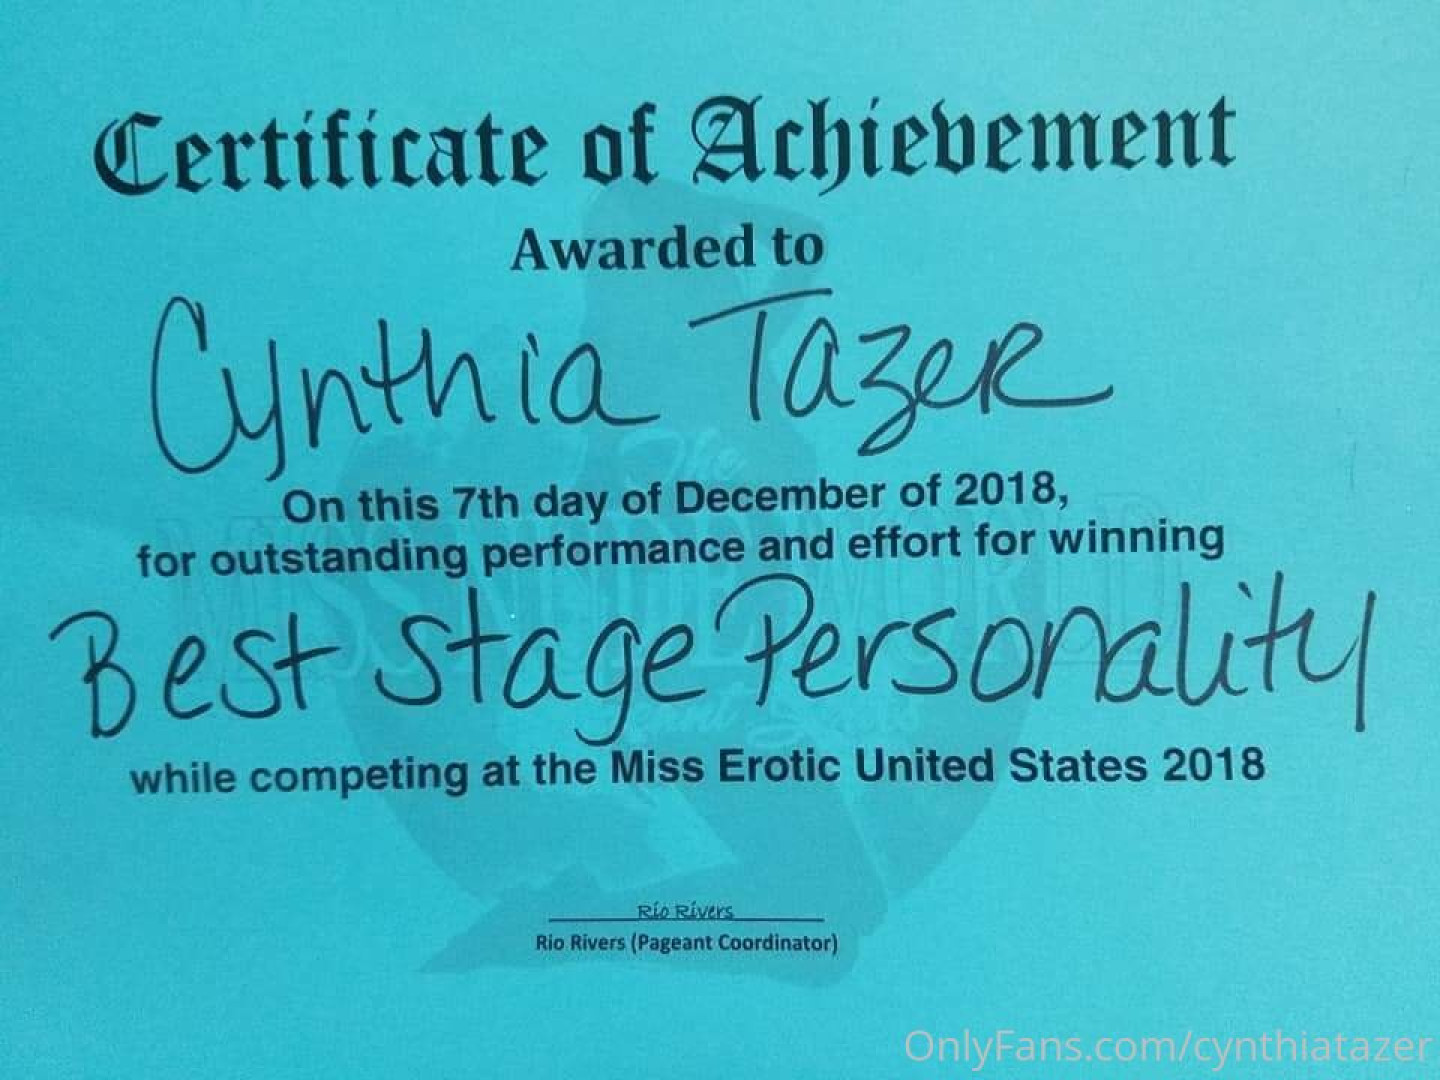 Certificate of Achievement
Awarded to
Cynthia Tazer
On this 7th day of December of 2018,
for outstanding performance and effort for winning
Best Stage Personality
while competing at the Miss Erotic United States 2018
Rio Rivers
Rio Rivers (Pageant Coordinator)
OnlyFans.com/cynthiatazer